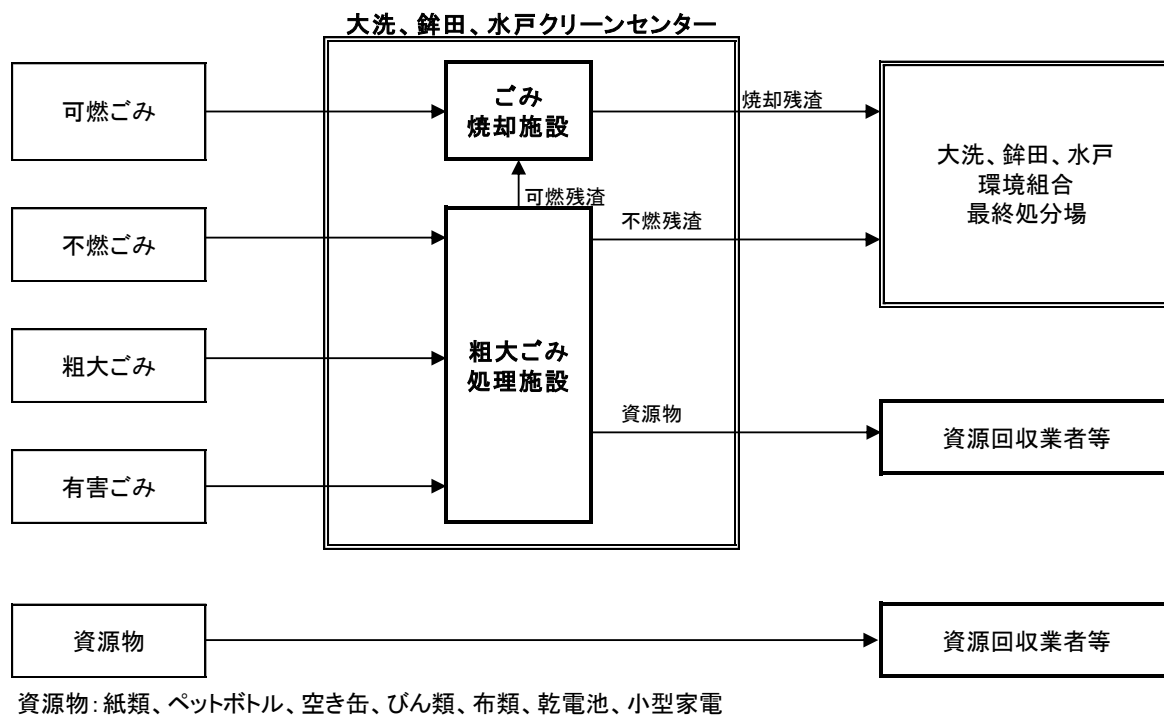 大洗、鉾田、水戸クリーンセンター
可燃ごみ
ごみ
焼却施設
焼却残渣
大洗、鉾田、水戸
環境組合
最終処分場
可燃残渣
不燃ごみ
不燃残渣
粗大ごみ
粗大ごみ
処理施設
資源物
資源回収業者等
有害ごみ
資源物
資源回収業者等
資源物：紙類、ペットボトル、空き缶、びん類、布類、乾電池、小型家電